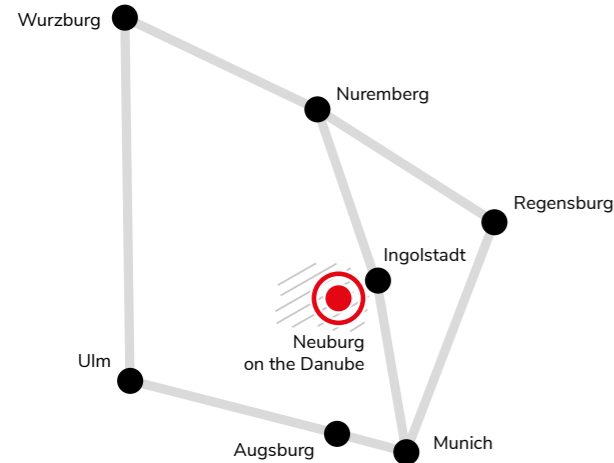 Wurzburg
Nuremberg
Regensburg
Ingolstadt
Neuburg
on the Danube
Ulm
Augsburg
Munich